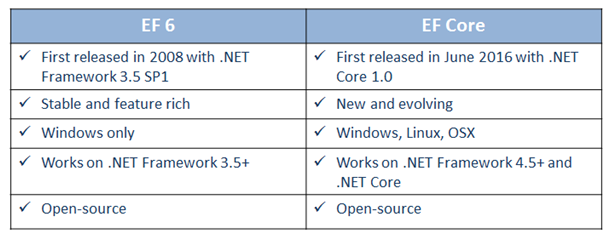 EF 6
EF Core
✓ First released in 2008 with .NET
Framework 3.5 SP1
✓ First released in June 2016 with .NET
Core 1.0
✓ Stable and feature rich
✓ New and evolving
✓ Windows only
✓ Windows, Linux, OSX
✓ Works on .NET Framework 3.5+
✓ Works on .NET Framework 4.5+ and
.NET Core
✓ Open-source
✓ Open-source